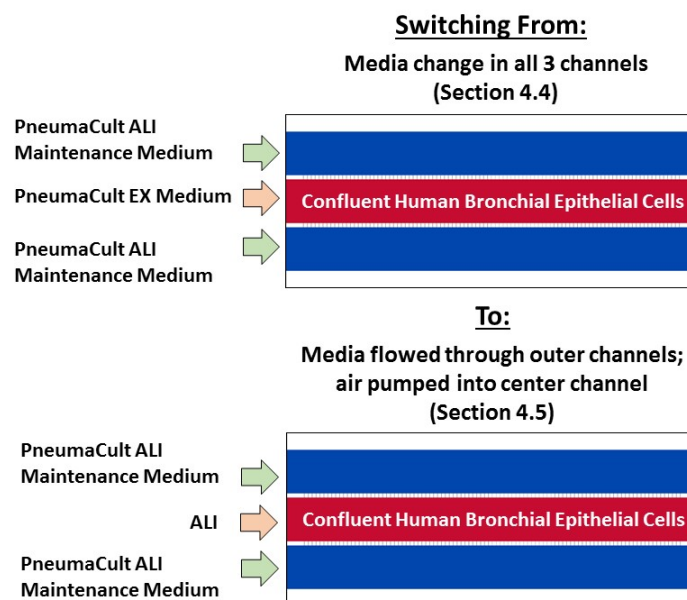 Switching From:
Media change in all 3 channels
(Section 4.4)
PneumaCult ALI
Maintenance Medium
PneumaCult EX Medium
Confluent Human Bronchial Epithelial Cells
PneumaCult ALI
Maintenance Medium
To:
Media flowed through outer channels;
air pumped into center channel
(Section 4.5)
PneumaCult ALI
Maintenance Medium
ALI
Confluent Human Bronchial Epithelial Cells
PneumaCult ALI
Maintenance Medium